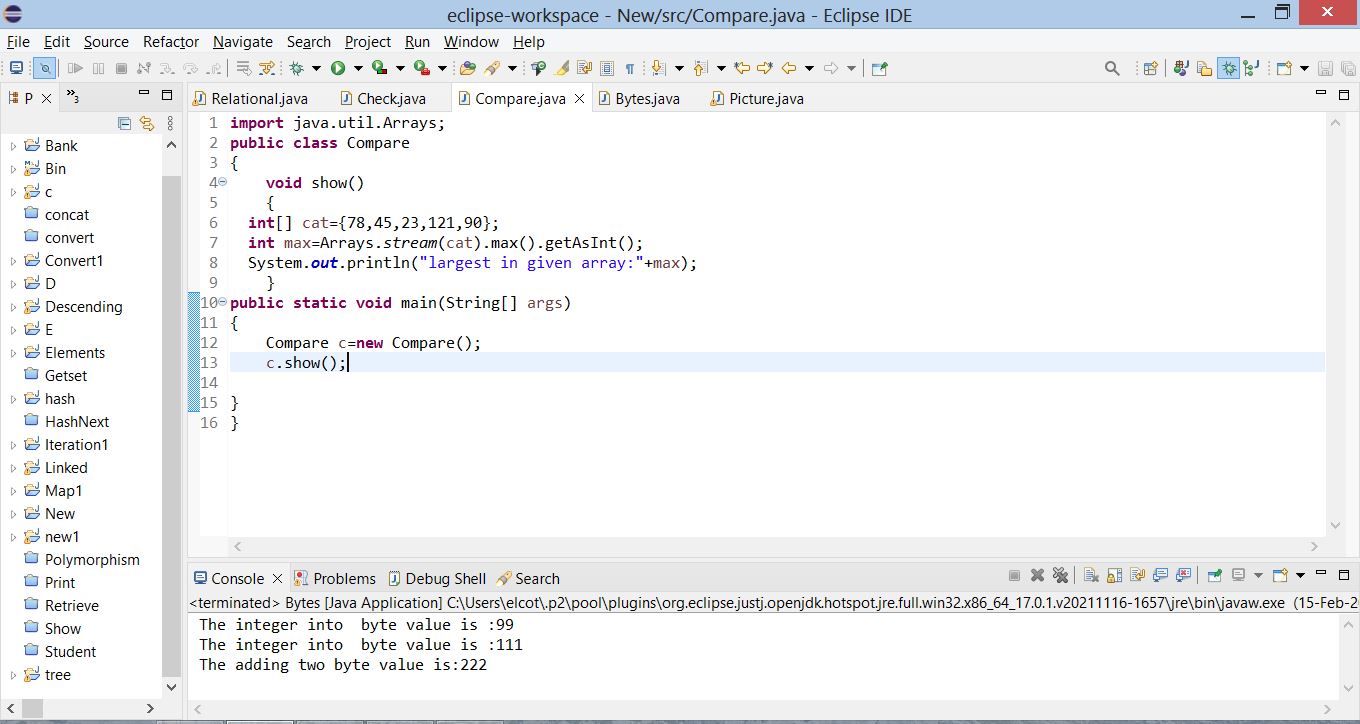 eclipse-workspace - New/src/Compare.java - Eclipse IDE
File Edit Source Refactor Navigate Search Project Run Window Help
P 3
Relational.java Check.java Compare.java Bytes.java Picture.java
Bank
Bin
c
concat
convert
Convert1
D
Descending
E
Elements
Getset
hash
HashNext
Iteration1
Linked
Map1
New
new1
Polymorphism
Print
Retrieve
Show
Student
tree
1 import java.util.Arrays;
2 public class Compare
3 {
4 void show()
5 {
6 int[] cat={78,45,23,121,90};
7 int max=Arrays.stream(cat).max().getAsInt();
8 System.out.println("largest in given array:"+max);
9 }
10 public static void main(String[] args)
11 {
12 Compare c=new Compare();
13 c.show();
14
15 }
16 }
Console Problems Debug Shell Search
<terminated> Bytes [Java Application] C:\Users\elcot\.p2\pool\plugins\org.eclipse.justj.openjdk.hotspot.jre.full.win32.x86_64_17.0.1.v20211116-1657\jre\bin\javaw.exe (15-Feb-2
The integer into  byte value is :99
The integer into  byte value is :111
The adding two byte value is:222